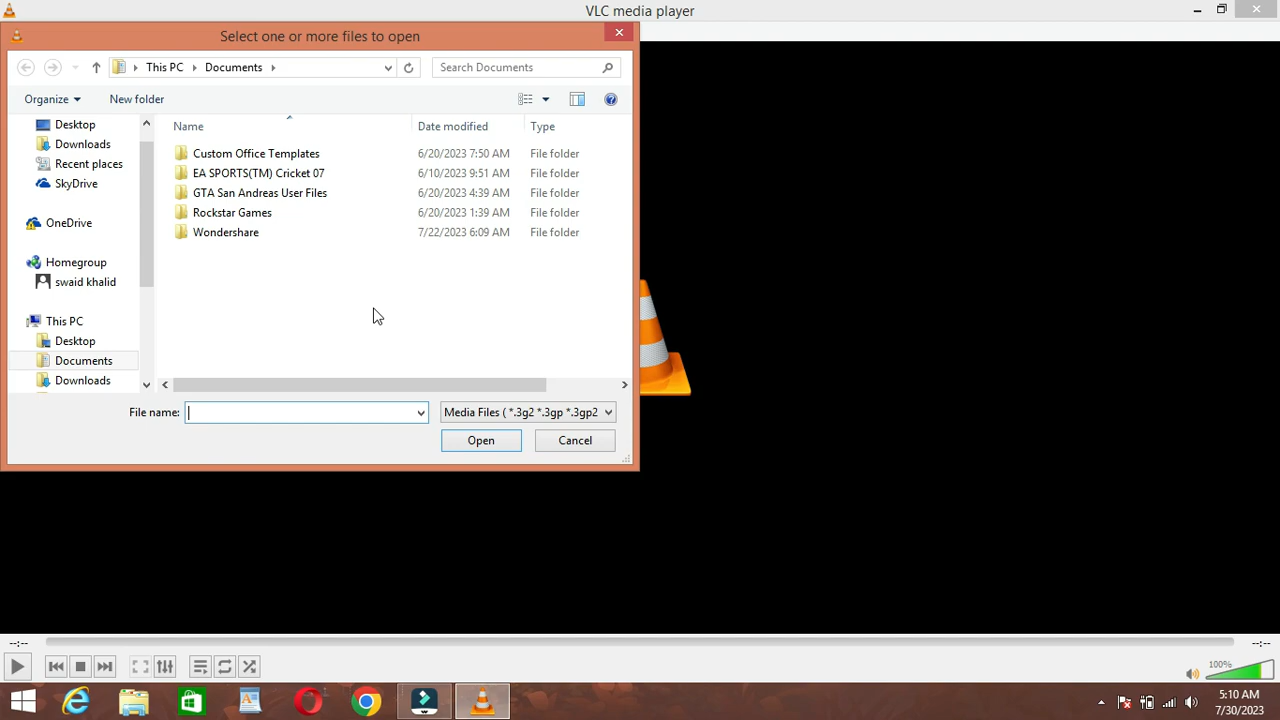 VLC media player
Select one or more files to open
This PC Documents
Search Documents
Organize New folder
Desktop
Downloads
Recent places
SkyDrive
OneDrive
Homegroup
swaid khalid
This PC
Desktop
Documents
Downloads
Name Date modified Type
Custom Office Templates 6/20/2023 7:50 AM File folder
EA SPORTS(TM) Cricket 07 6/10/2023 9:51 AM File folder
GTA San Andreas User Files 6/20/2023 4:39 AM File folder
Rockstar Games 6/20/2023 1:39 AM File folder
Wondershare 7/22/2023 6:09 AM File folder
File name: Media Files ( *.3g2 *.3gp *.3gp2
Open Cancel
--:-- --:--
100%
5:10 AM
7/30/2023